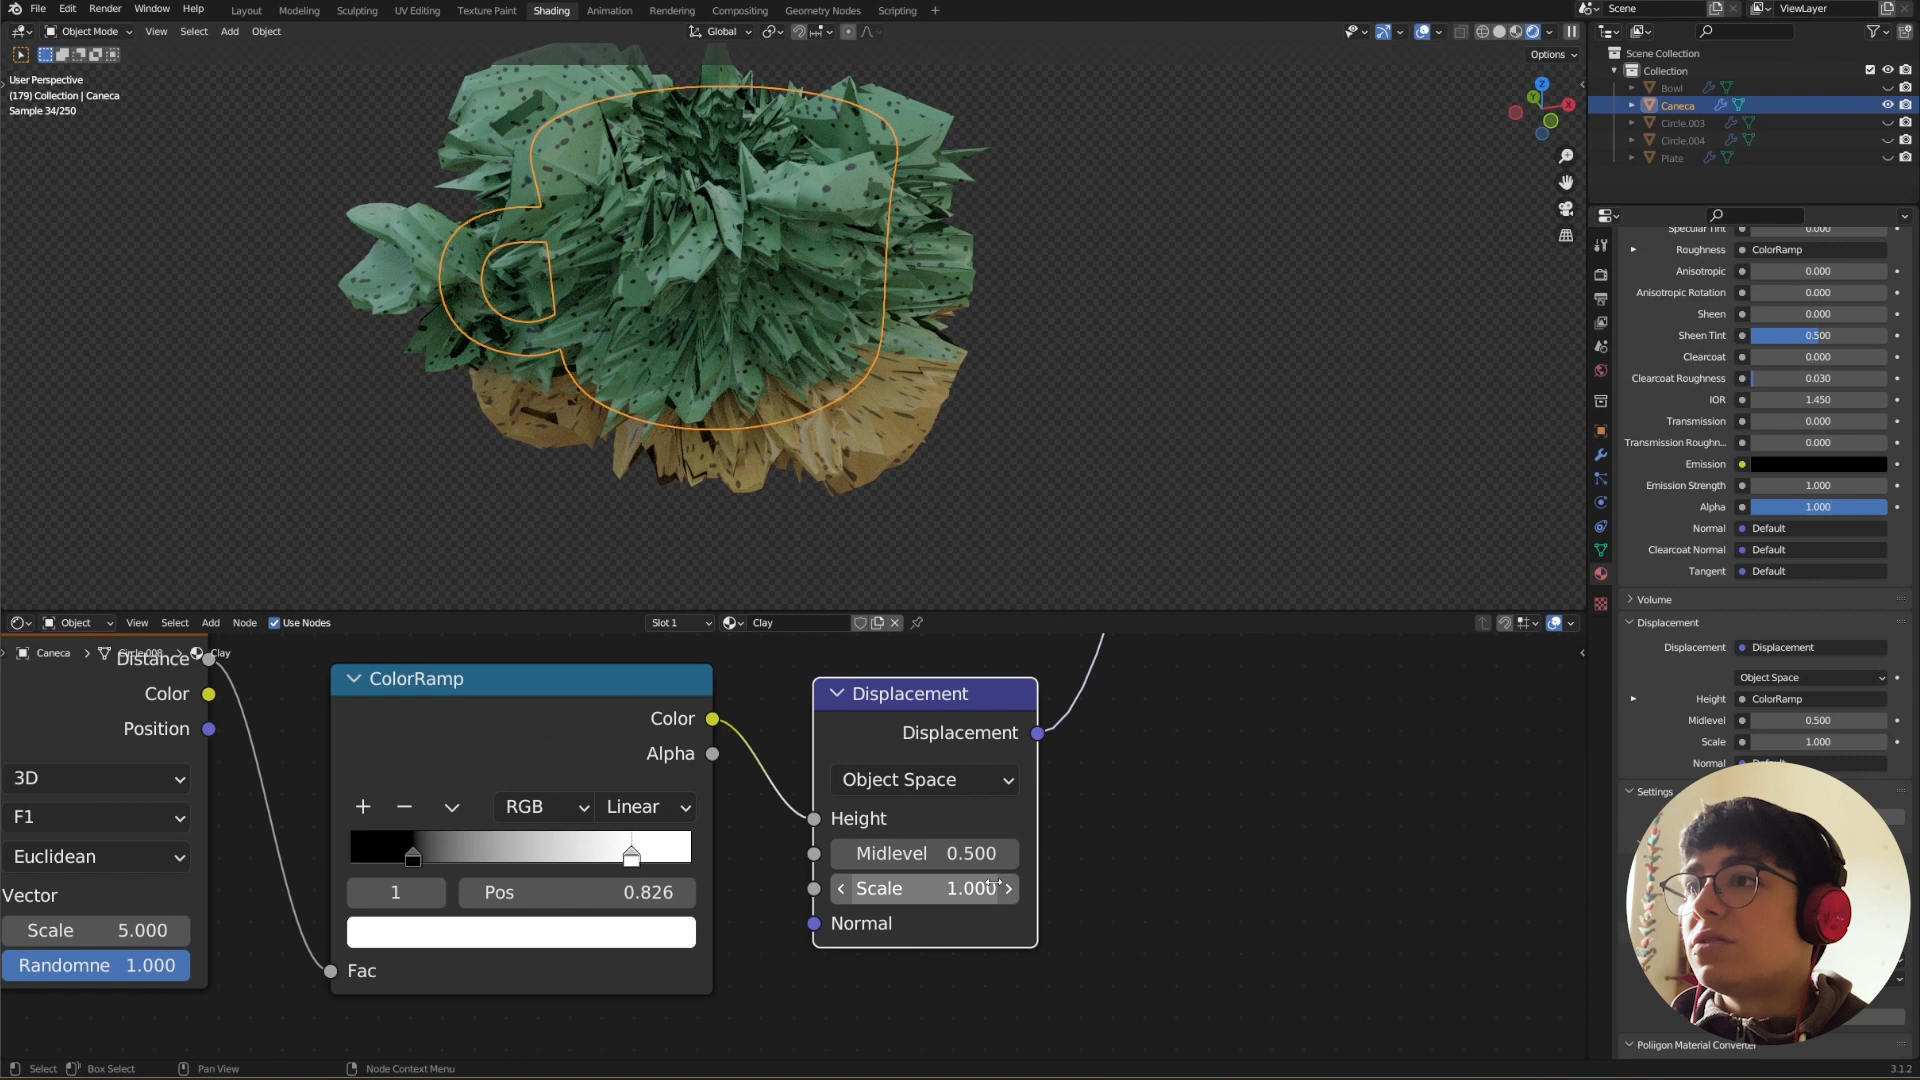 File Edit Render Window Help Layout Modeling Sculpting UV Editing Texture Paint Shading Animation Rendering Compositing Geometry Nodes Scripting + Scene ViewLayer
Object Mode View Select Add Object Global
Options
User Perspective
(179) Collection | Caneca
Sample 34/250
Z
Y
X
Scene Collection
Collection
Bowl
Caneca
Circle.003
Circle.004
Plate
Specular Tint 0.000
Roughness ColorRamp
Anisotropic 0.000
Anisotropic Rotation 0.000
Sheen 0.000
Sheen Tint 0.500
Clearcoat 0.000
Clearcoat Roughness 0.030
IOR 1.450
Transmission 0.000
Transmission Roughn... 0.000
Emission
Emission Strength 1.000
Alpha 1.000
Normal Default
Clearcoat Normal Default
Tangent Default
Volume
Displacement
Displacement Displacement
Object Space
Height ColorRamp
Midlevel 0.500
Scale 1.000
Normal Default
Settings
Poliigon Material Converter
Object View Select Add Node Use Nodes Slot 1 Clay
Caneca > Circle.008 > Clay
Distance
Color
Position
3D
F1
Euclidean
Vector
Scale 5.000
Randomne 1.000
ColorRamp
Color
Alpha
+ − RGB Linear
1 Pos 0.826
Fac
Displacement
Displacement
Object Space
Height
Midlevel 0.500
Scale 1.000
Normal
Select Box Select Pan View Node Context Menu 3.1.2